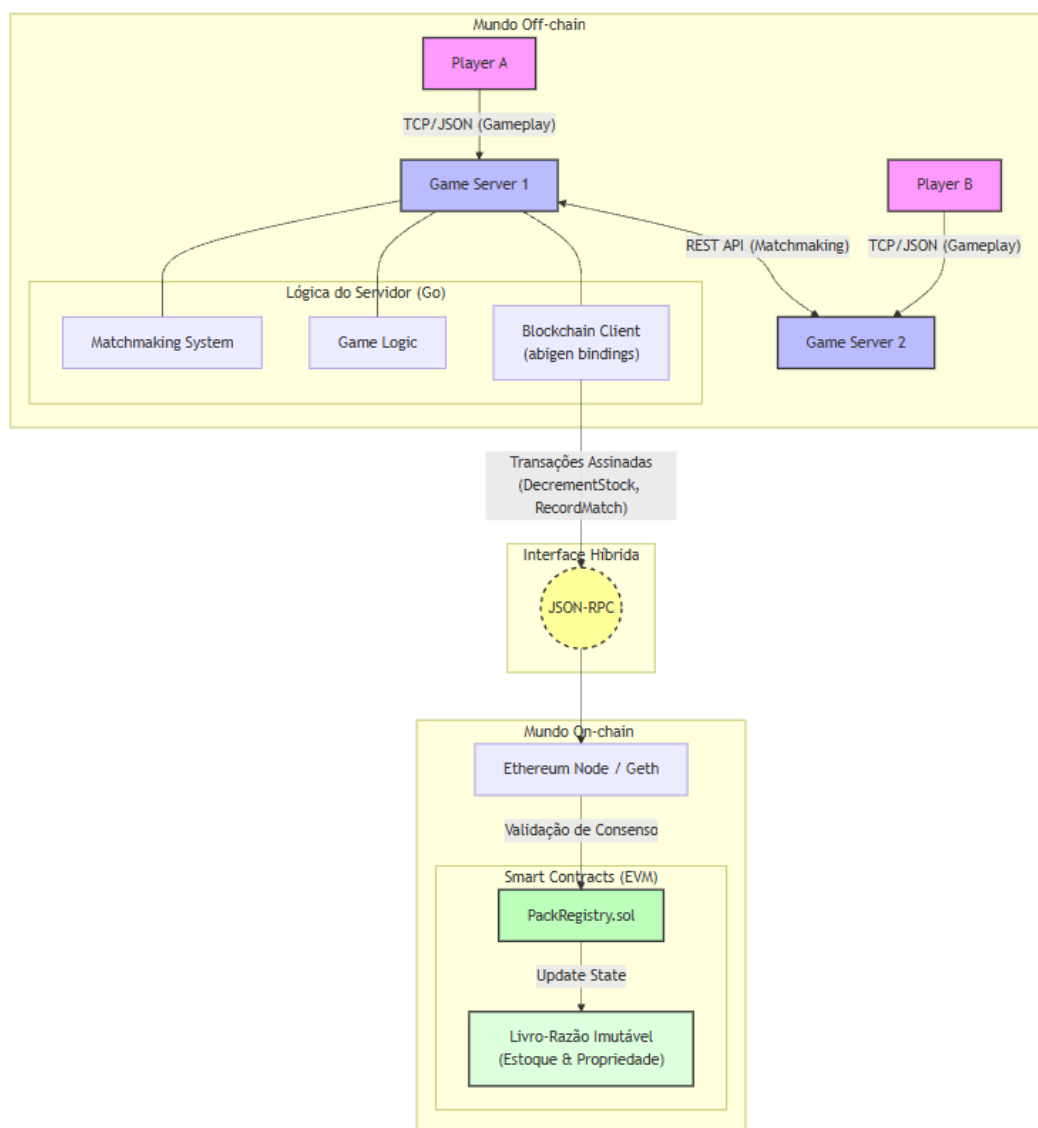 Mundo Off-chain
Player A
TCP/JSON (Gameplay)
Game Server 1
Player B
REST API (Matchmaking)
TCP/JSON (Gameplay)
Lógica do Servidor (Go)
Matchmaking System
Game Logic
Blockchain Client
(abigen bindings)
Game Server 2
Transações Assinadas
(DecrementStock,
RecordMatch)
Interface Híbrida
JSON-RPC
Mundo On-chain
Ethereum Node / Geth
Validação de Consenso
Smart Contracts (EVM)
PackRegistry.sol
Update State
Livro-Razão Imutável
(Estoque & Propriedade)